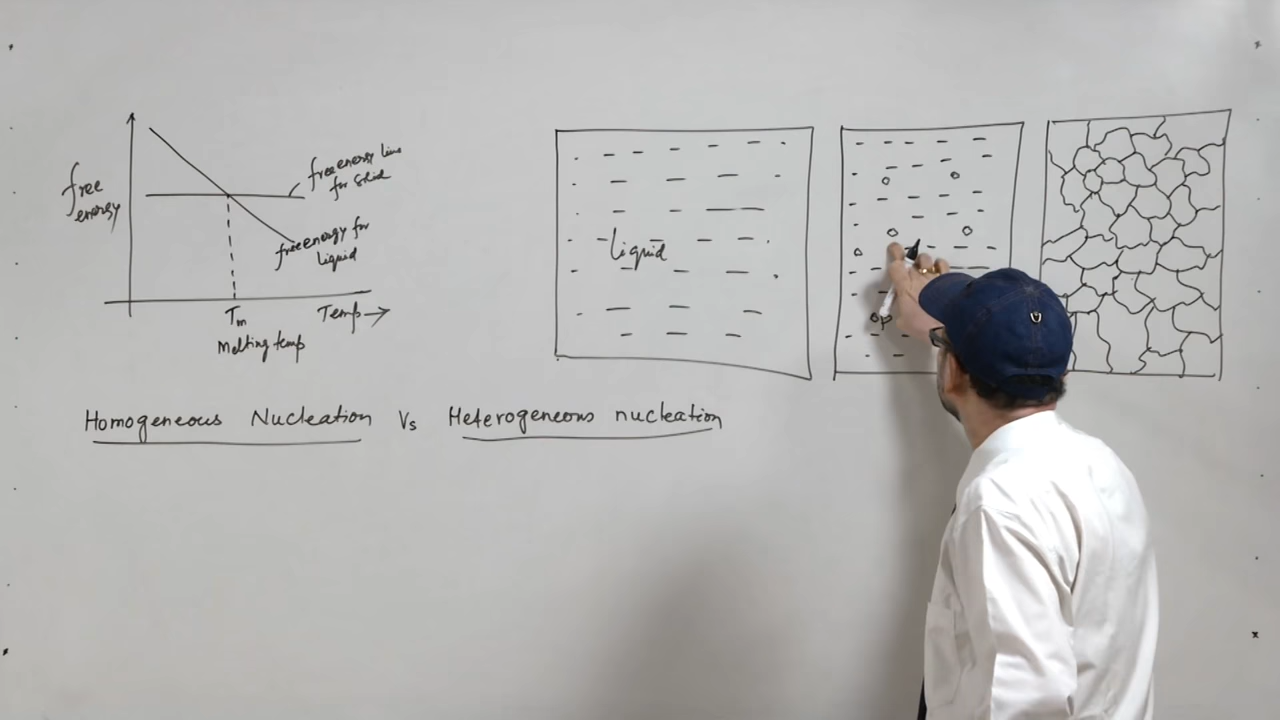 free
energy
free energy line
for Solid
free energy for
liquid
Tm
Melting temp
Temp
Liquid
Homogeneous Nucleation Vs Heterogeneous nucleation